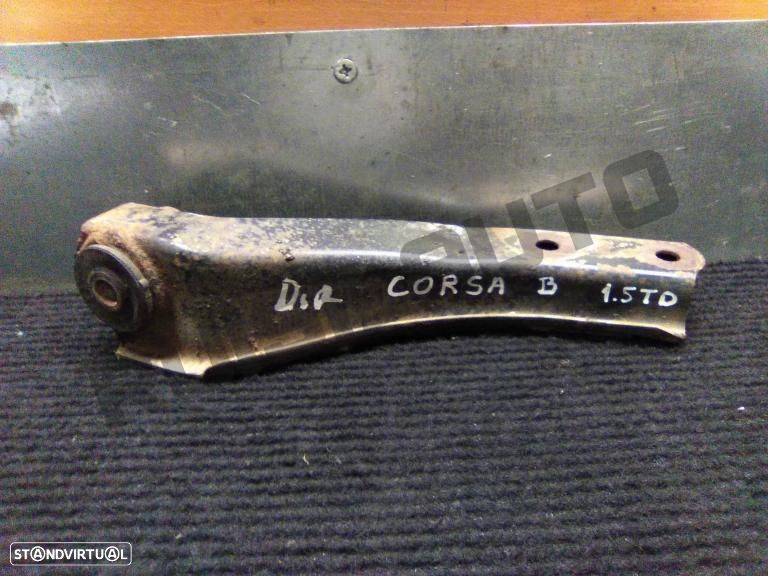 AUTO
Dir CORSA B 1.5TD
STANDVIRTUAL